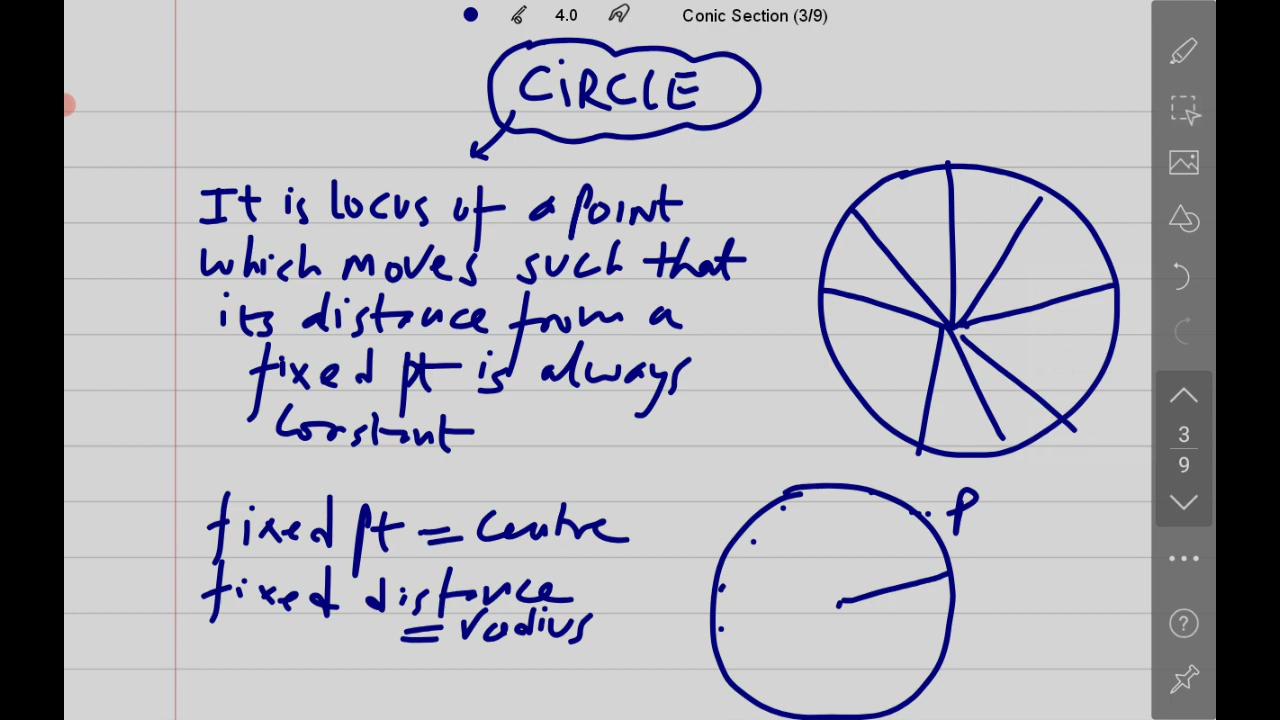 4.0
Conic Section (3/9)
CiRCLE
It is locus of a point
which moves such that
its distance from a
fixed pt is always
constant
fixed pt = centre
fixed distance
= radius
P
3
9
?